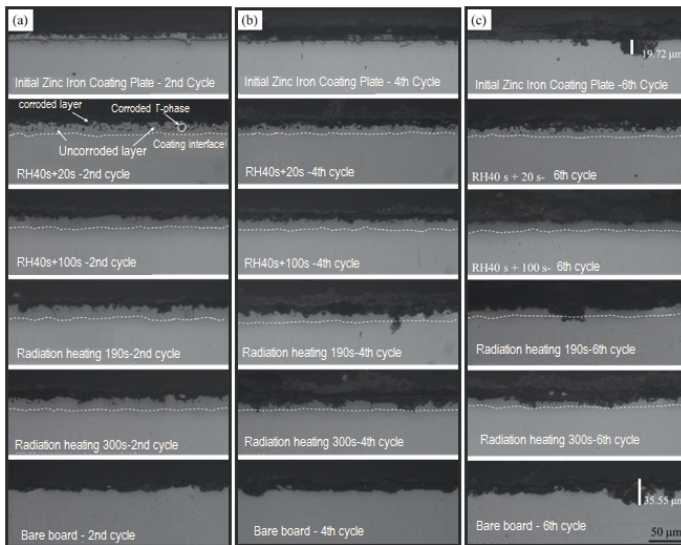 (a)
Initial Zinc Iron Coating Plate - 2nd Cycle
corroded layer
Corroded Γ-phase
Uncorroded layer
Coating interface
RH40s+20s-2nd cycle
RH40s+100s-2nd cycle
Radiation heating 190s-2nd cycle
Radiation heating 300s-2nd cycle
Bare board - 2nd cycle
(b)
Initial Zinc Iron Coating Plate - 4th Cycle
RH40s+20s -4th cycle
RH40s+100s -4th cycle
Radiation heating 190s-4th cycle
Radiation heating 300s-4th cycle
Bare board - 4th cycle
(c)
19.72 μm
Initial Zinc Iron Coating Plate -6th Cycle
RH40 s + 20 s- 6th cycle
RH40 s + 100 s- 6th cycle
Radiation heating 190s-6th cycle
Radiation heating 300s-6th cycle
35.55 μm
Bare board - 6th cycle
50 μm